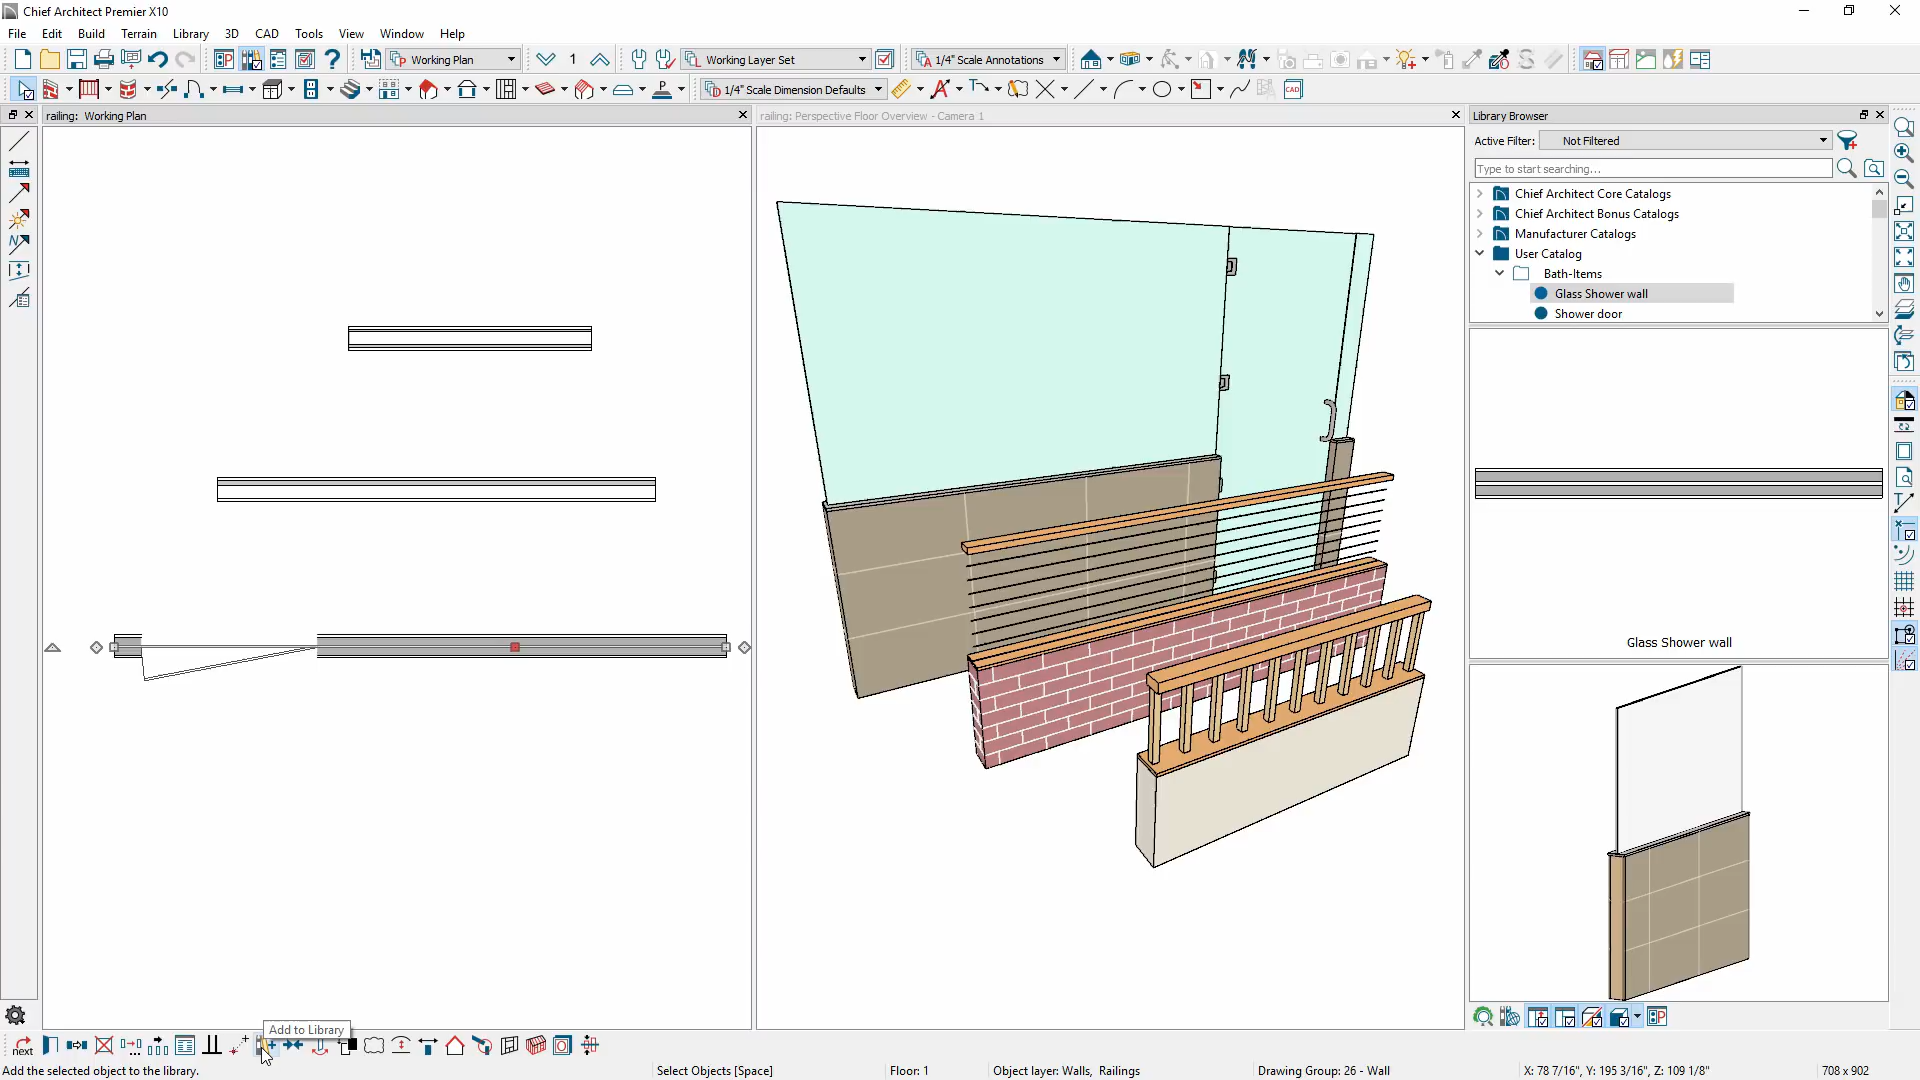 Chief Architect Premier X10
File Edit Build Terrain Library 3D CAD Tools View Window Help
Working Plan 1 Working Layer Set 1/4" Scale Annotations
1/4" Scale Dimension Defaults CAD
railing: Working Plan
railing: Perspective Floor Overview - Camera 1
Library Browser
Active Filter: Not Filtered
Type to start searching...
Chief Architect Core Catalogs
Chief Architect Bonus Catalogs
Manufacturer Catalogs
User Catalog
Bath-Items
Glass Shower wall
Shower door
Glass Shower wall
Add to Library
next
Add the selected object to the library. Select Objects [Space] Floor: 1 Object layer: Walls, Railings Drawing Group: 26 - Wall X: 78 7/16", Y: 195 3/16", Z: 109 1/8" 708 x 902